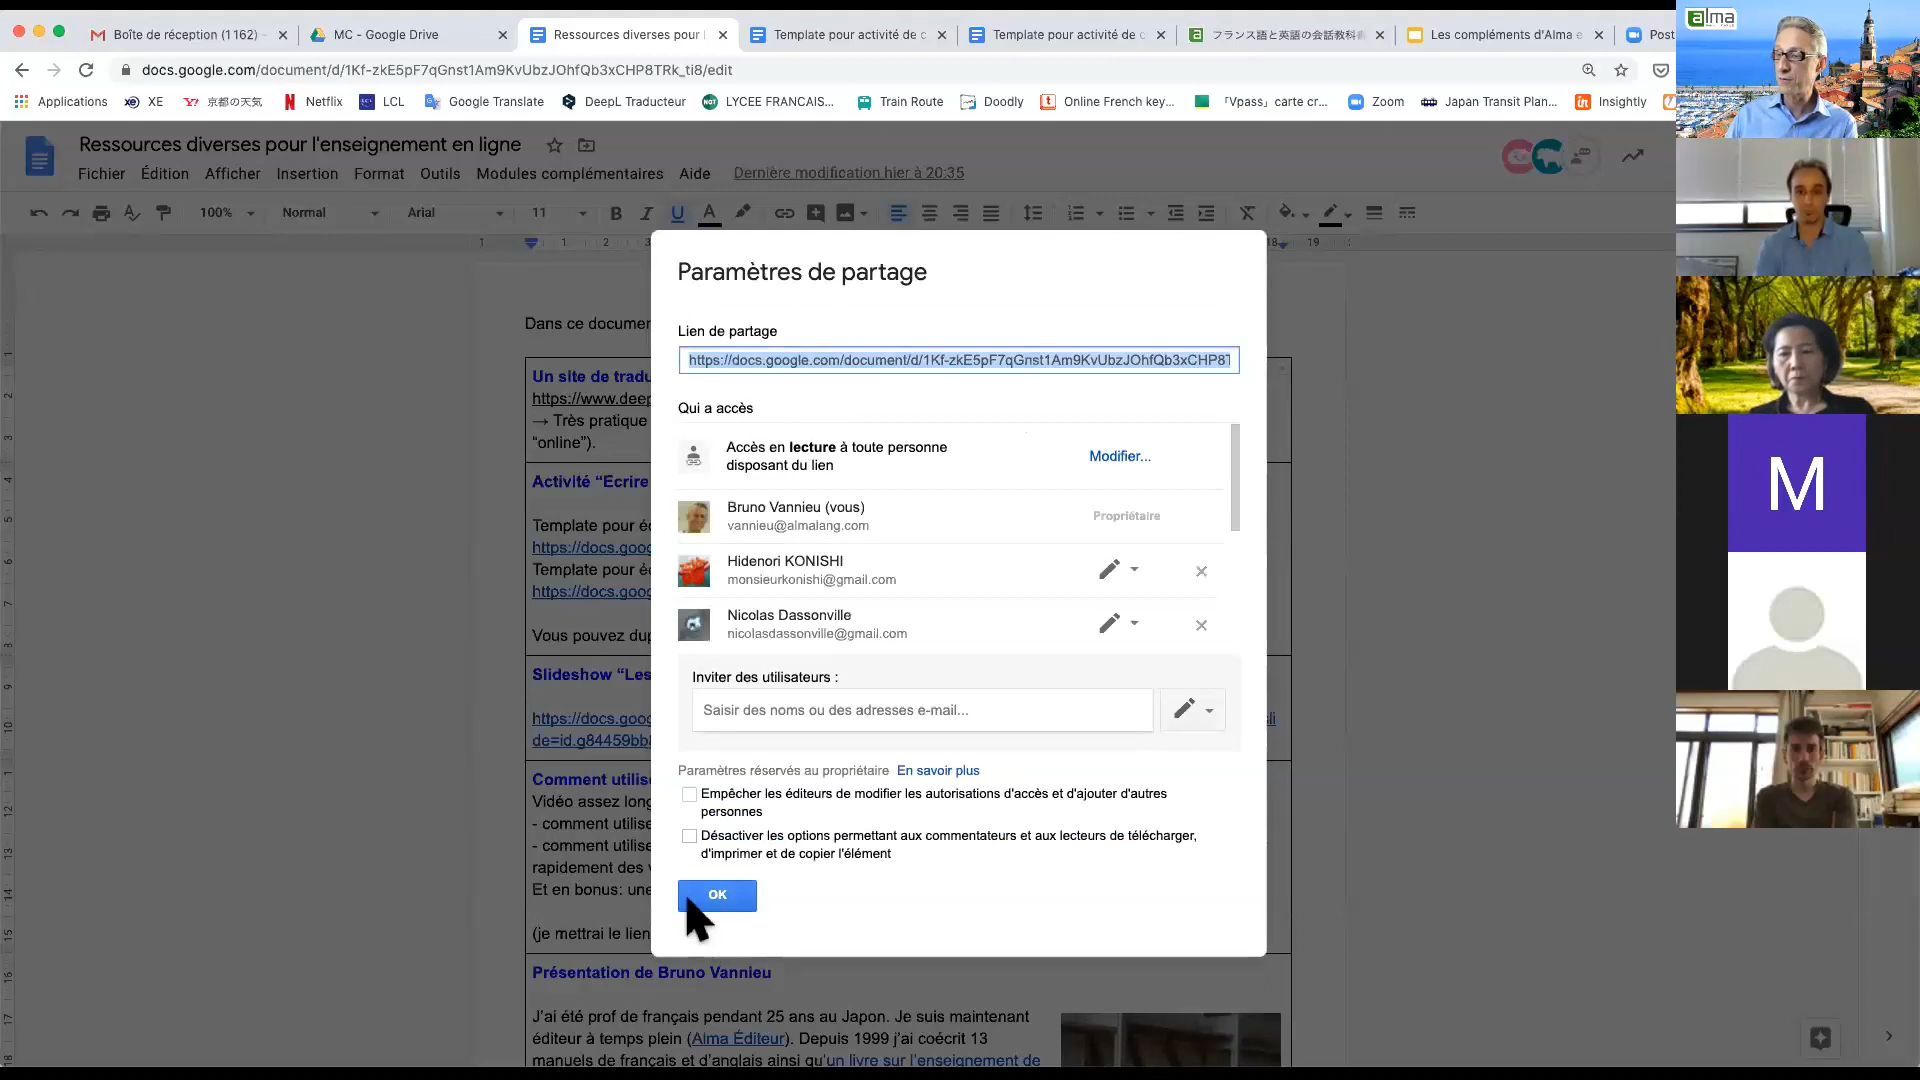 Boîte de réception (1 162) -
MC - Google Drive
Ressources diverses pour l
Template pour activité de c
Template pour activité de c
フランス語と英語の会話教科書
Les compléments d'Alma e
Post
docs.google.com/document/d/1Kf-zkE5pF7qGnst1Am9KvUbzJOhfQb3xCHP8TRk_ti8/edit
Applications
XE
京都の天気
Netflix
LCL
Google Translate
DeepL Traducteur
LYCEE FRANCAIS...
Train Route
Doodly
Online French key...
「Vpass」carte cr...
Zoom
Japan Transit Plan...
Insightly
alma
Ressources diverses pour l'enseignement en ligne
Fichier Édition Afficher Insertion Format Outils Modules complémentaires Aide Dernière modification hier à 20:35
100% Normal Arial 11
Paramètres de partage
Lien de partage
https://docs.google.com/document/d/1Kf-zkE5pF7qGnst1Am9KvUbzJOhfQb3xCHP8T
Qui a accès
Accès en lecture à toute personne
disposant du lien
Modifier...
Bruno Vannieu (vous)
vannieu@almalang.com
Propriétaire
Hidenori KONISHI
monsieurkonishi@gmail.com
Nicolas Dassonville
nicolasdassonville@gmail.com
Inviter des utilisateurs :
Saisir des noms ou des adresses e-mail...
Paramètres réservés au propriétaire En savoir plus
Empêcher les éditeurs de modifier les autorisations d'accès et d'ajouter d'autres
personnes
Désactiver les options permettant aux commentateurs et aux lecteurs de télécharger,
d'imprimer et de copier l'élément
OK
Dans ce documen
Un site de tradu
https://www.deep
→ Très pratique
"online").
Activité “Ecrire
Template pour éc
https://docs.goog
Template pour éc
https://docs.goog
Vous pouvez dup
Slideshow “Les
https://docs.goog
sli
de=id.g84459bb
Comment utilise
Vidéo assez long
- comment utilise
- comment utilise
rapidement des v
Et en bonus: une
(je mettrai le lien
Présentation de Bruno Vannieu
J'ai été prof de français pendant 25 ans au Japon. Je suis maintenant
éditeur à temps plein (Alma Éditeur). Depuis 1999 j'ai coécrit 13
manuels de français et d'anglais ainsi qu'un livre sur l'enseignement de
M